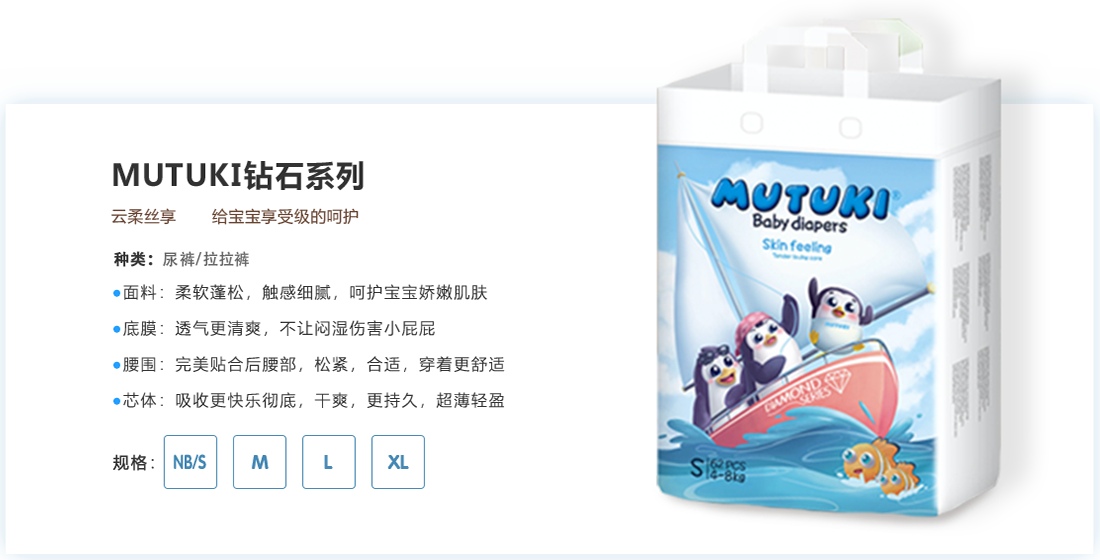 MUTUKI钻石系列
云柔丝享 给宝宝享受级的呵护
种类：尿裤/拉拉裤
●面料：柔软蓬松，触感细腻，呵护宝宝娇嫩肌肤
●底膜：透气更清爽，不让闷湿伤害小屁屁
●腰围：完美贴合后腰部，松紧，合适，穿着更舒适
●芯体：吸收更快乐彻底，干爽，更持久，超薄轻盈
规格：NB/S M L XL
MUTUKI®
Baby diapers
Skin feeling
MUTUKI
DIAMOND
SERIES
S 62 PCS
4-8kg